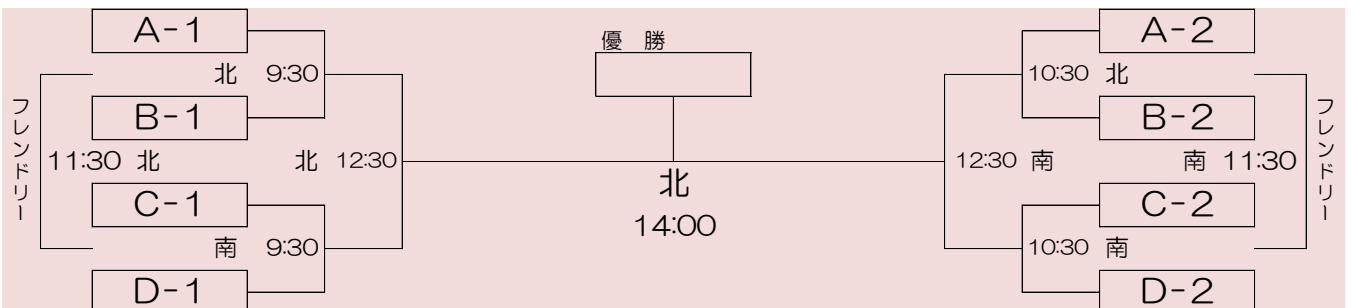 A-1
優 勝
A-2
北 9:30
10:30 北
フレンドリー
B-1
B-2
フレンドリー
11:30 北
北 12:30
12:30 南
南 11:30
北
C-1
C-2
14:00
南 9:30
10:30 南
D-1
D-2